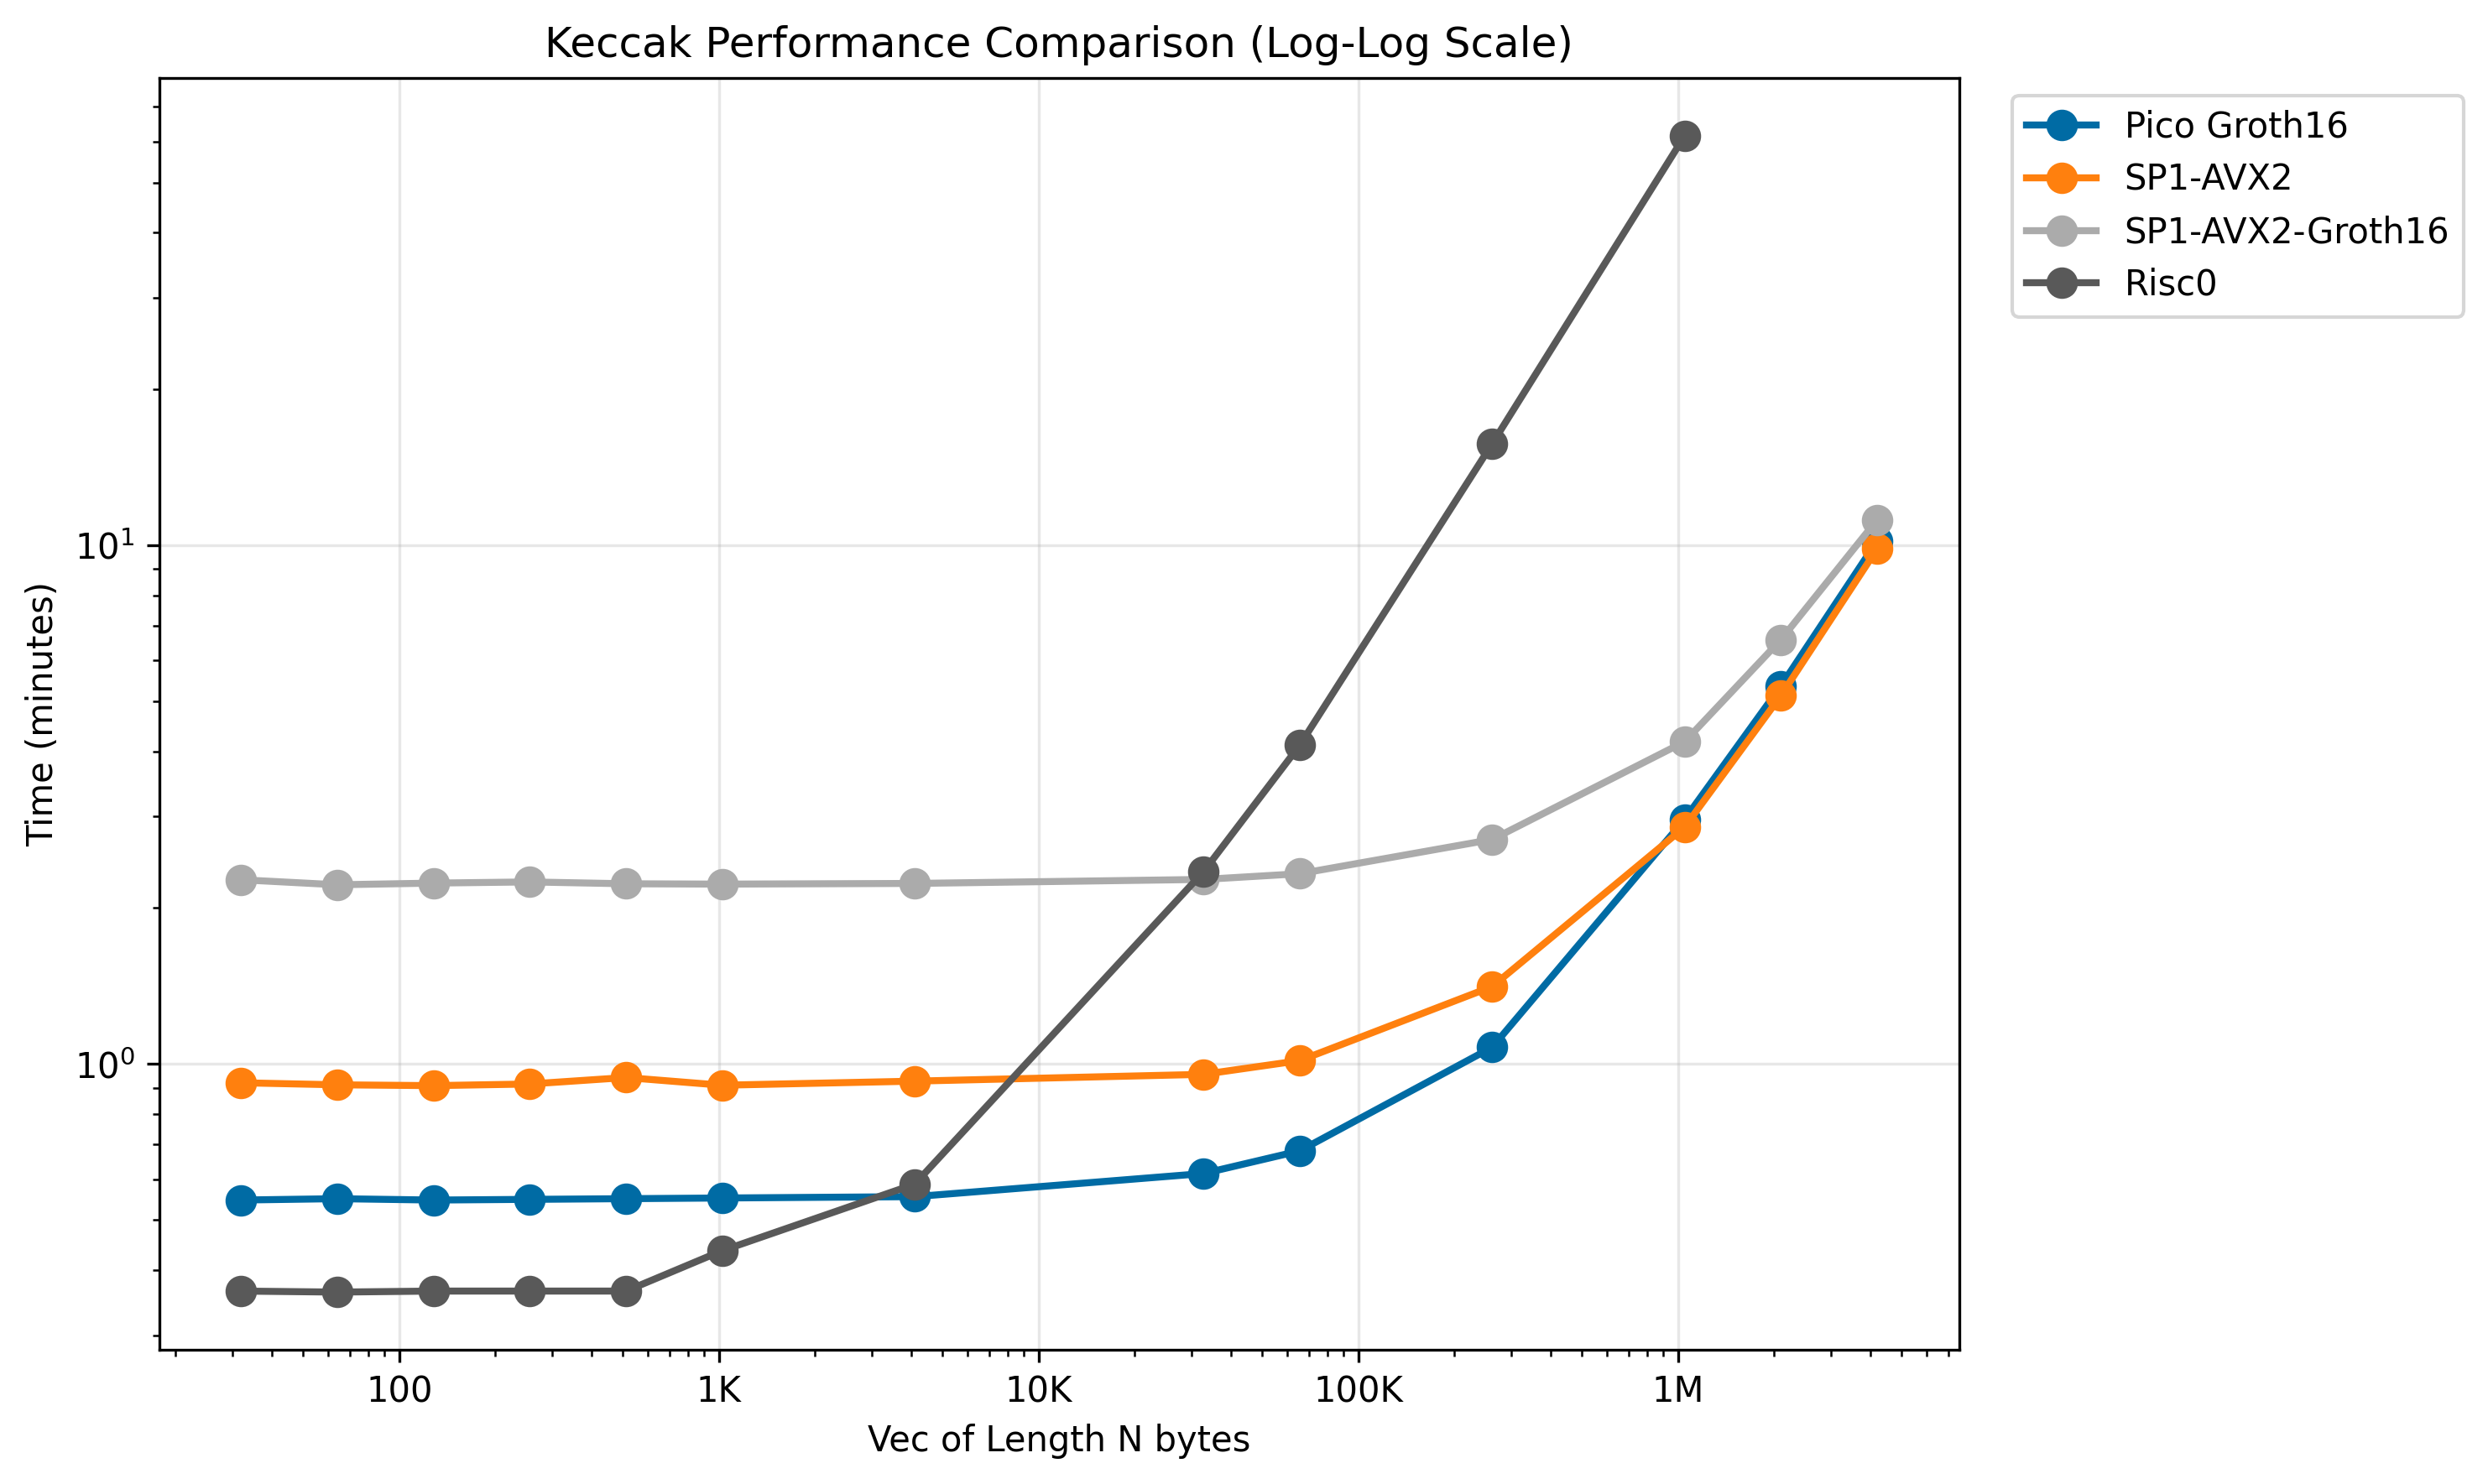 Keccak Performance Comparison (Log-Log Scale)
Pico Groth16
SP1-AVX2
SP1-AVX2-Groth16
Risc0
10¹
10⁰
Time (minutes)
100
1K
10K
100K
1M
Vec of Length N bytes